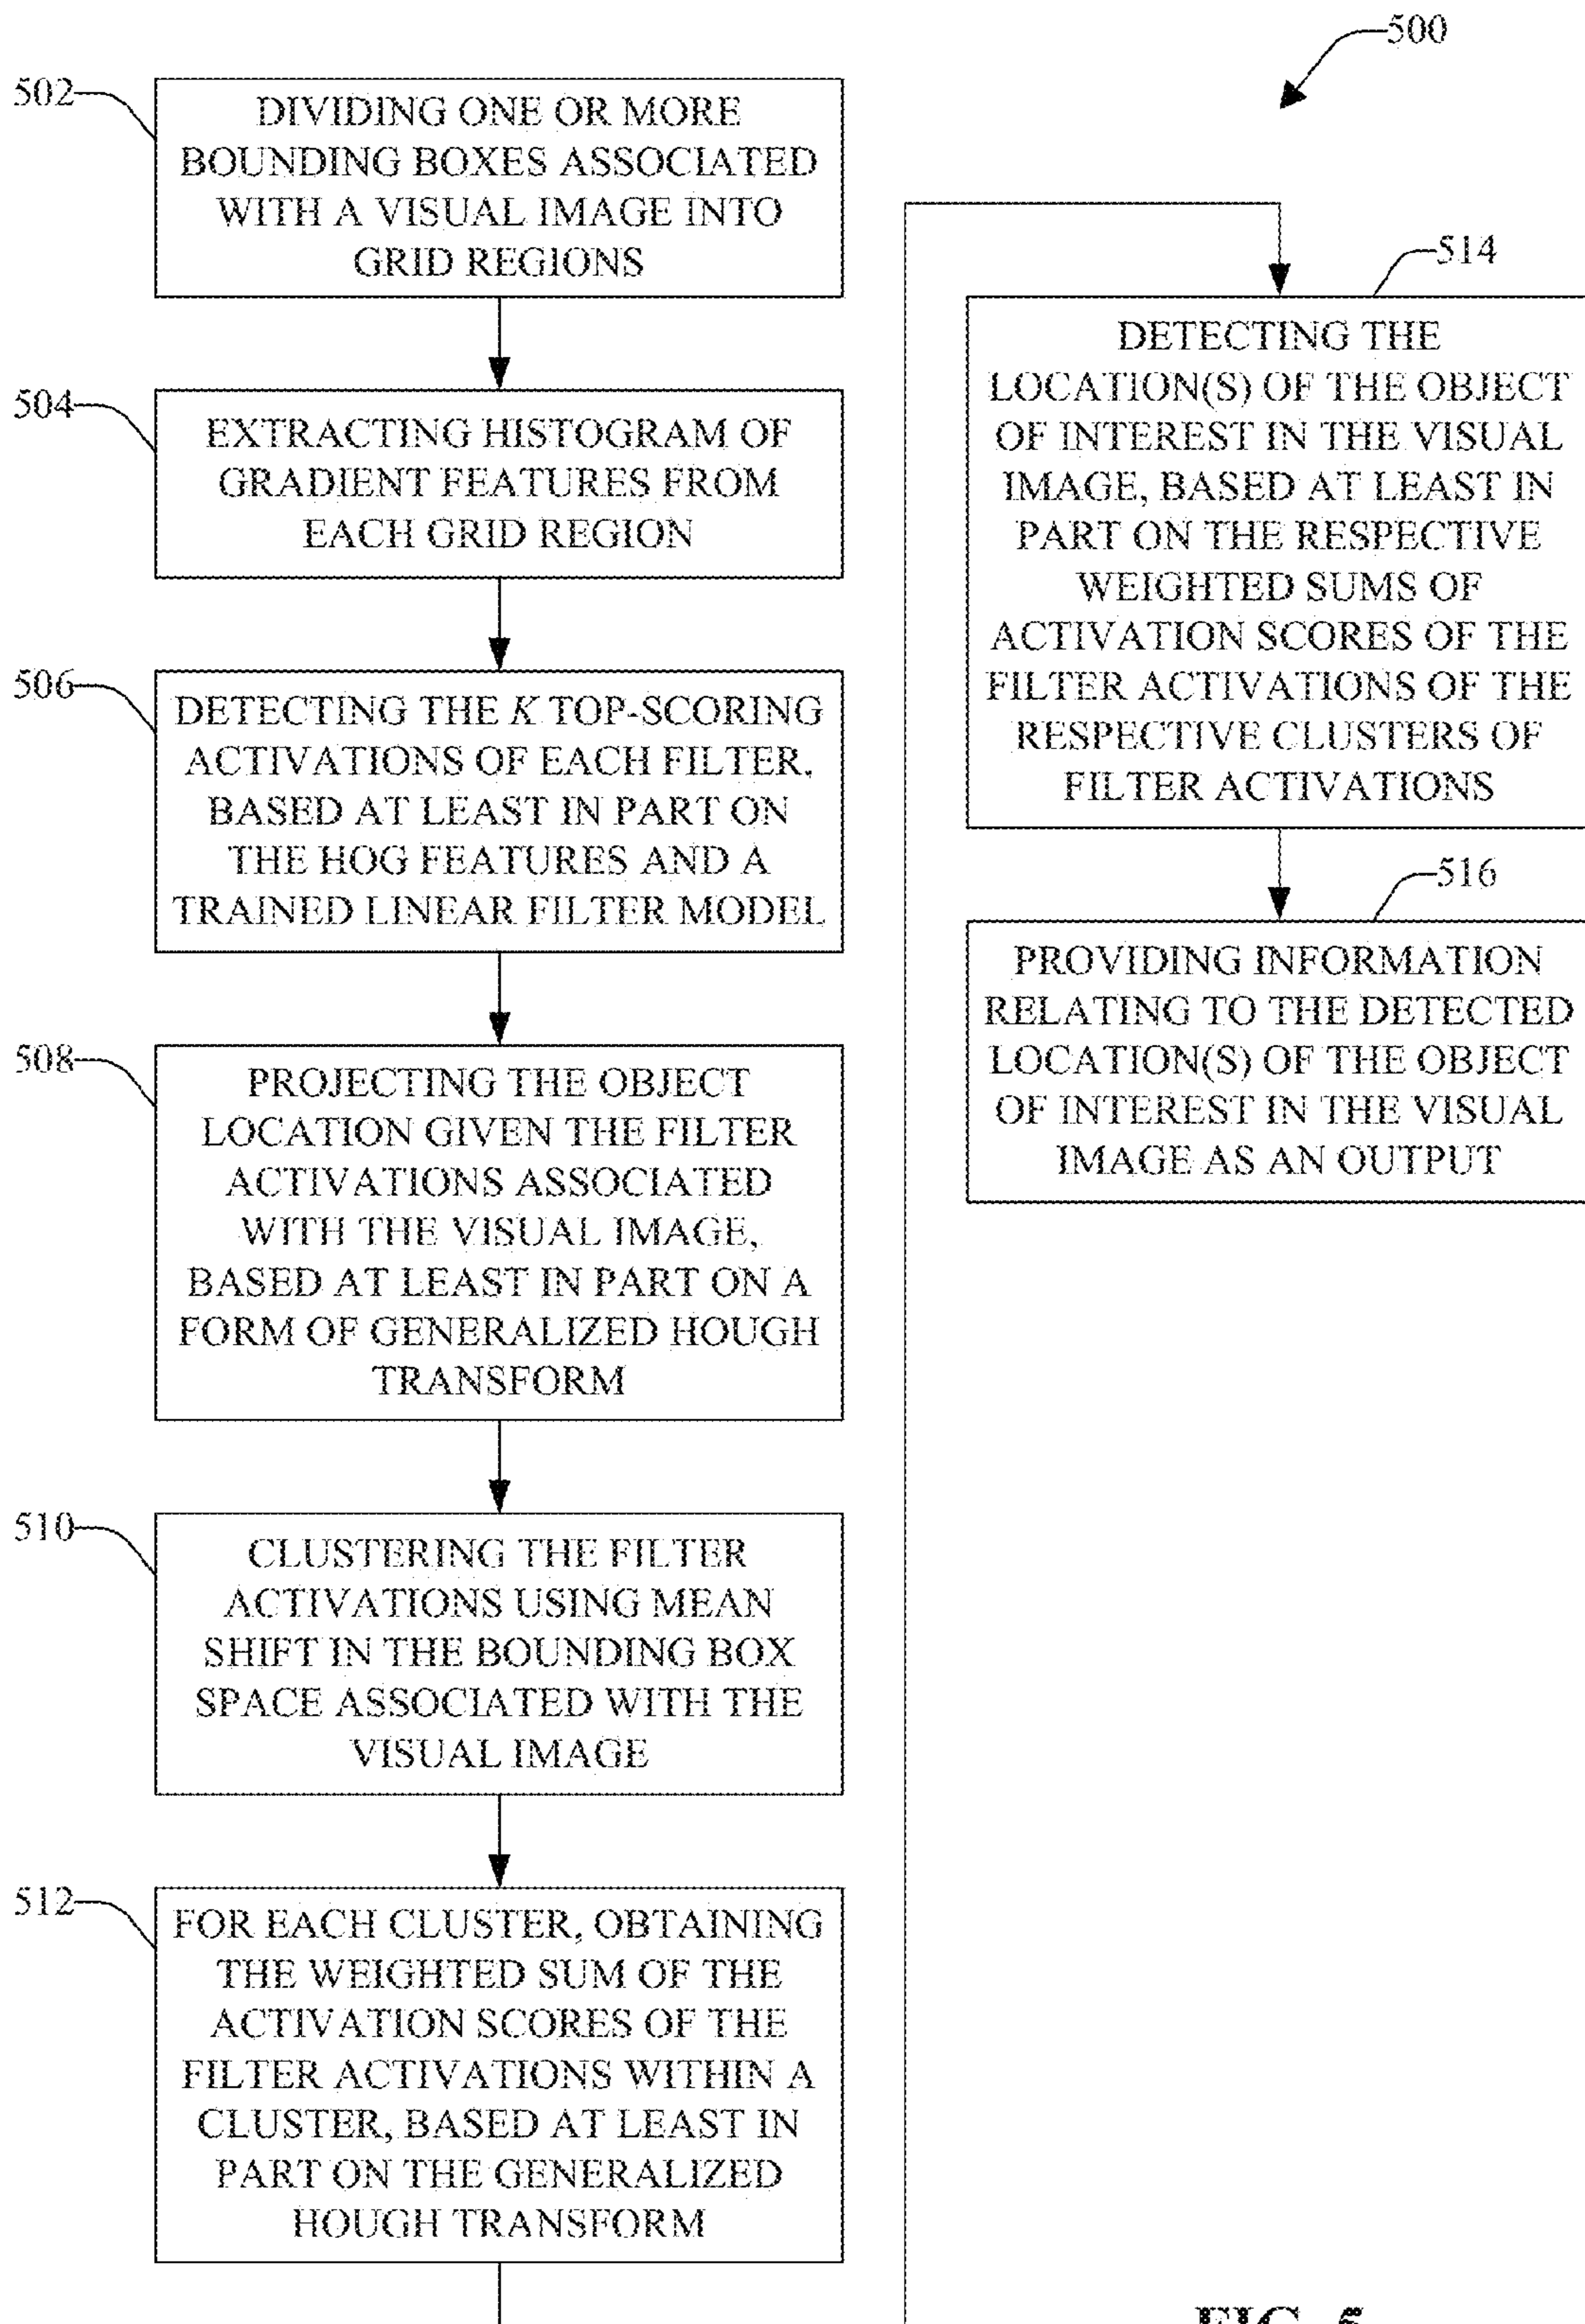 500
502
DIVIDING ONE OR MORE
BOUNDING BOXES ASSOCIATED
WITH A VISUAL IMAGE INTO
GRID REGIONS
504
EXTRACTING HISTOGRAM OF
GRADIENT FEATURES FROM
EACH GRID REGION
506
DETECTING THE K TOP-SCORING
ACTIVATIONS OF EACH FILTER,
BASED AT LEAST IN PART ON
THE HOG FEATURES AND A
TRAINED LINEAR FILTER MODEL
508
PROJECTING THE OBJECT
LOCATION GIVEN THE FILTER
ACTIVATIONS ASSOCIATED
WITH THE VISUAL IMAGE,
BASED AT LEAST IN PART ON A
FORM OF GENERALIZED HOUGH
TRANSFORM
510
CLUSTERING THE FILTER
ACTIVATIONS USING MEAN
SHIFT IN THE BOUNDING BOX
SPACE ASSOCIATED WITH THE
VISUAL IMAGE
512
FOR EACH CLUSTER, OBTAINING
THE WEIGHTED SUM OF THE
ACTIVATION SCORES OF THE
FILTER ACTIVATIONS WITHIN A
CLUSTER, BASED AT LEAST IN
PART ON THE GENERALIZED
HOUGH TRANSFORM
514
DETECTING THE
LOCATION(S) OF THE OBJECT
OF INTEREST IN THE VISUAL
IMAGE, BASED AT LEAST IN
PART ON THE RESPECTIVE
WEIGHTED SUMS OF
ACTIVATION SCORES OF THE
FILTER ACTIVATIONS OF THE
RESPECTIVE CLUSTERS OF
FILTER ACTIVATIONS
516
PROVIDING INFORMATION
RELATING TO THE DETECTED
LOCATION(S) OF THE OBJECT
OF INTEREST IN THE VISUAL
IMAGE AS AN OUTPUT
FIG. 5